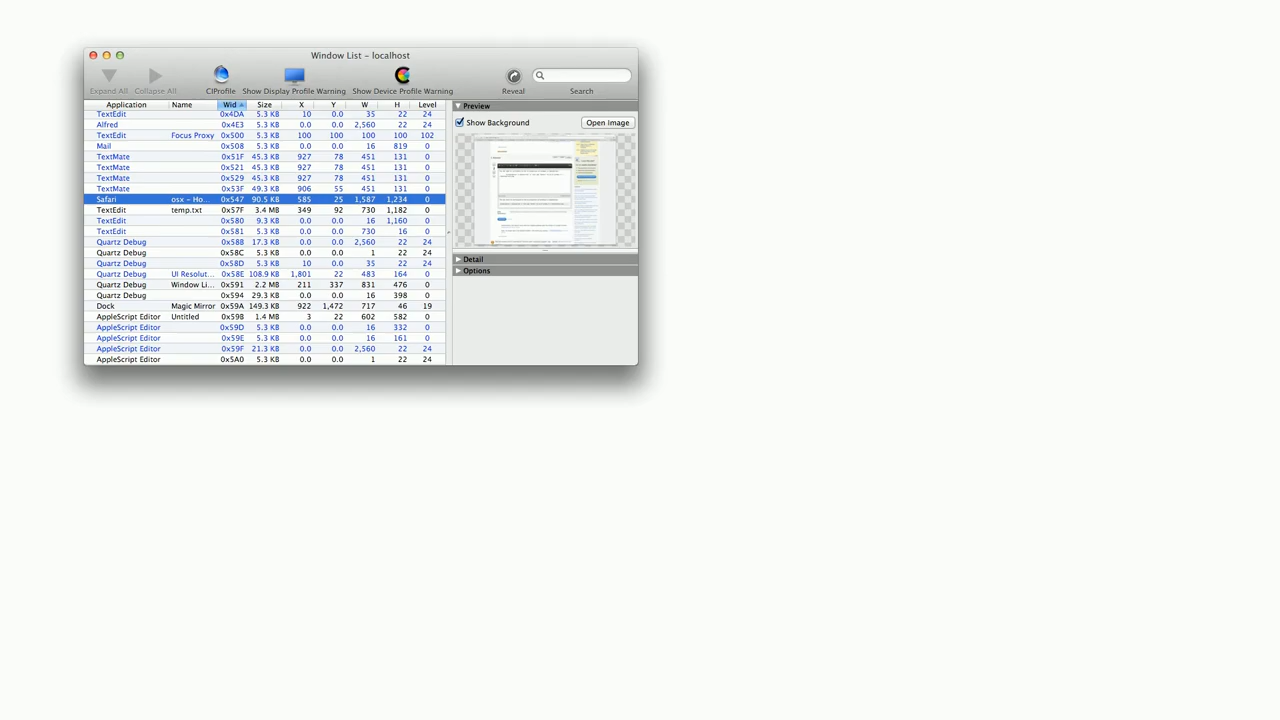 Window List – localhost
Expand All Collapse All CIProfile Show Display Profile Warning Show Device Profile Warning Reveal Search
Application Name Wid Size X Y W H Level
TextEdit 0x4DA 5.3 KB 10 0.0 35 22 24
Alfred 0x4E3 5.3 KB 0.0 0.0 2,560 22 24
TextEdit Focus Proxy 0x500 5.3 KB 100 100 100 100 102
Mail 0x508 5.3 KB 0.0 0.0 16 819 0
TextMate 0x51F 45.3 KB 927 78 451 131 0
TextMate 0x521 45.3 KB 927 78 451 131 0
TextMate 0x529 45.3 KB 927 78 451 131 0
TextMate 0x53F 49.3 KB 906 55 451 131 0
Safari osx – Ho... 0x547 90.5 KB 585 25 1,587 1,234 0
TextEdit temp.txt 0x57F 3.4 MB 349 92 730 1,182 0
TextEdit 0x580 9.3 KB 0.0 0.0 16 1,160 0
TextEdit 0x581 5.3 KB 0.0 0.0 730 16 0
Quartz Debug 0x58B 17.3 KB 0.0 0.0 2,560 22 24
Quartz Debug 0x58C 5.3 KB 0.0 0.0 1 22 24
Quartz Debug 0x58D 5.3 KB 10 0.0 35 22 24
Quartz Debug UI Resolut... 0x58E 108.9 KB 1,801 22 483 164 0
Quartz Debug Window Li... 0x591 2.2 MB 211 337 831 476 0
Quartz Debug 0x594 29.3 KB 0.0 0.0 16 398 0
Dock Magic Mirror 0x59A 149.3 KB 922 1,472 717 46 19
AppleScript Editor Untitled 0x59B 1.4 MB 3 22 602 582 0
AppleScript Editor 0x59D 5.3 KB 0.0 0.0 16 332 0
AppleScript Editor 0x59E 5.3 KB 0.0 0.0 16 161 0
AppleScript Editor 0x59F 21.3 KB 0.0 0.0 2,560 22 24
AppleScript Editor 0x5A0 5.3 KB 0.0 0.0 1 22 24
Preview
Show Background Open Image
Detail
Options